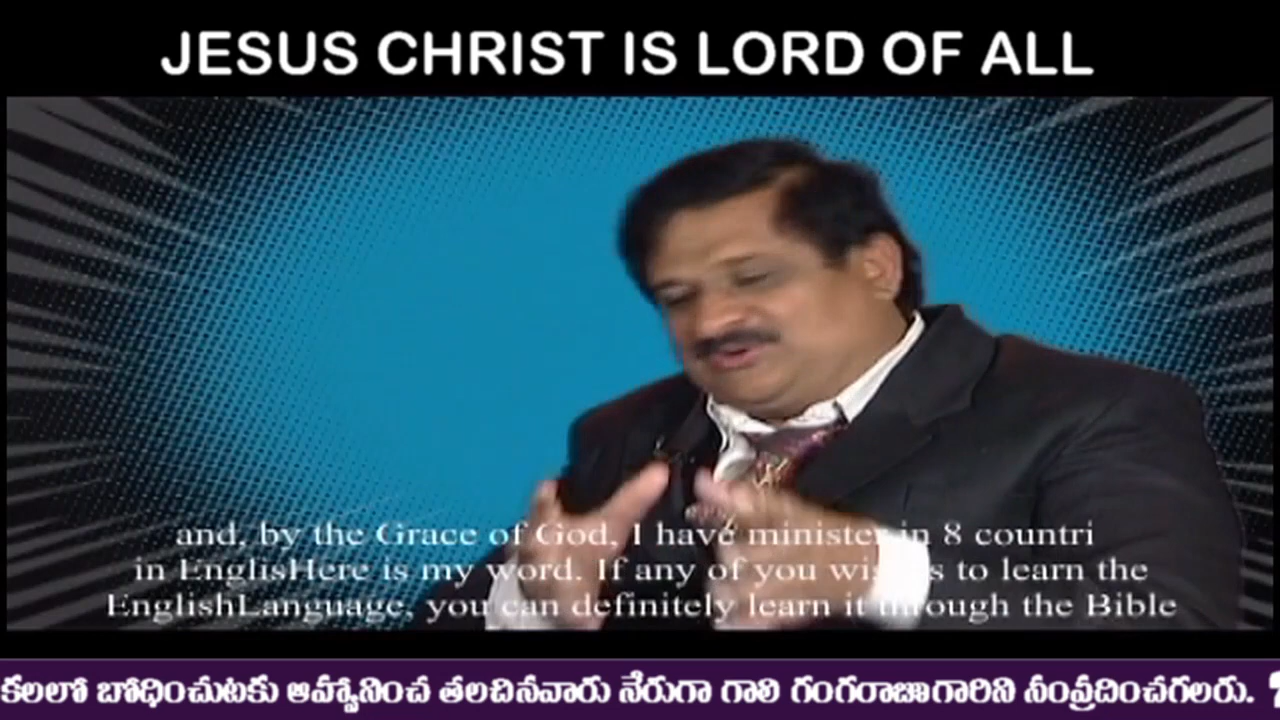 JESUS CHRIST IS LORD OF ALL
and, by the Grace of God, I have minister in 8 countri
in EnglisHere is my word. If any of you wishes to learn the
EnglishLanguage, you can definitely learn it through the Bible
కలలో బోధించుటకు ఆహ్వానించ తలచినవారు నేరుగా గాలి గంగరాజుగారిని సంప్రదించగలరు.